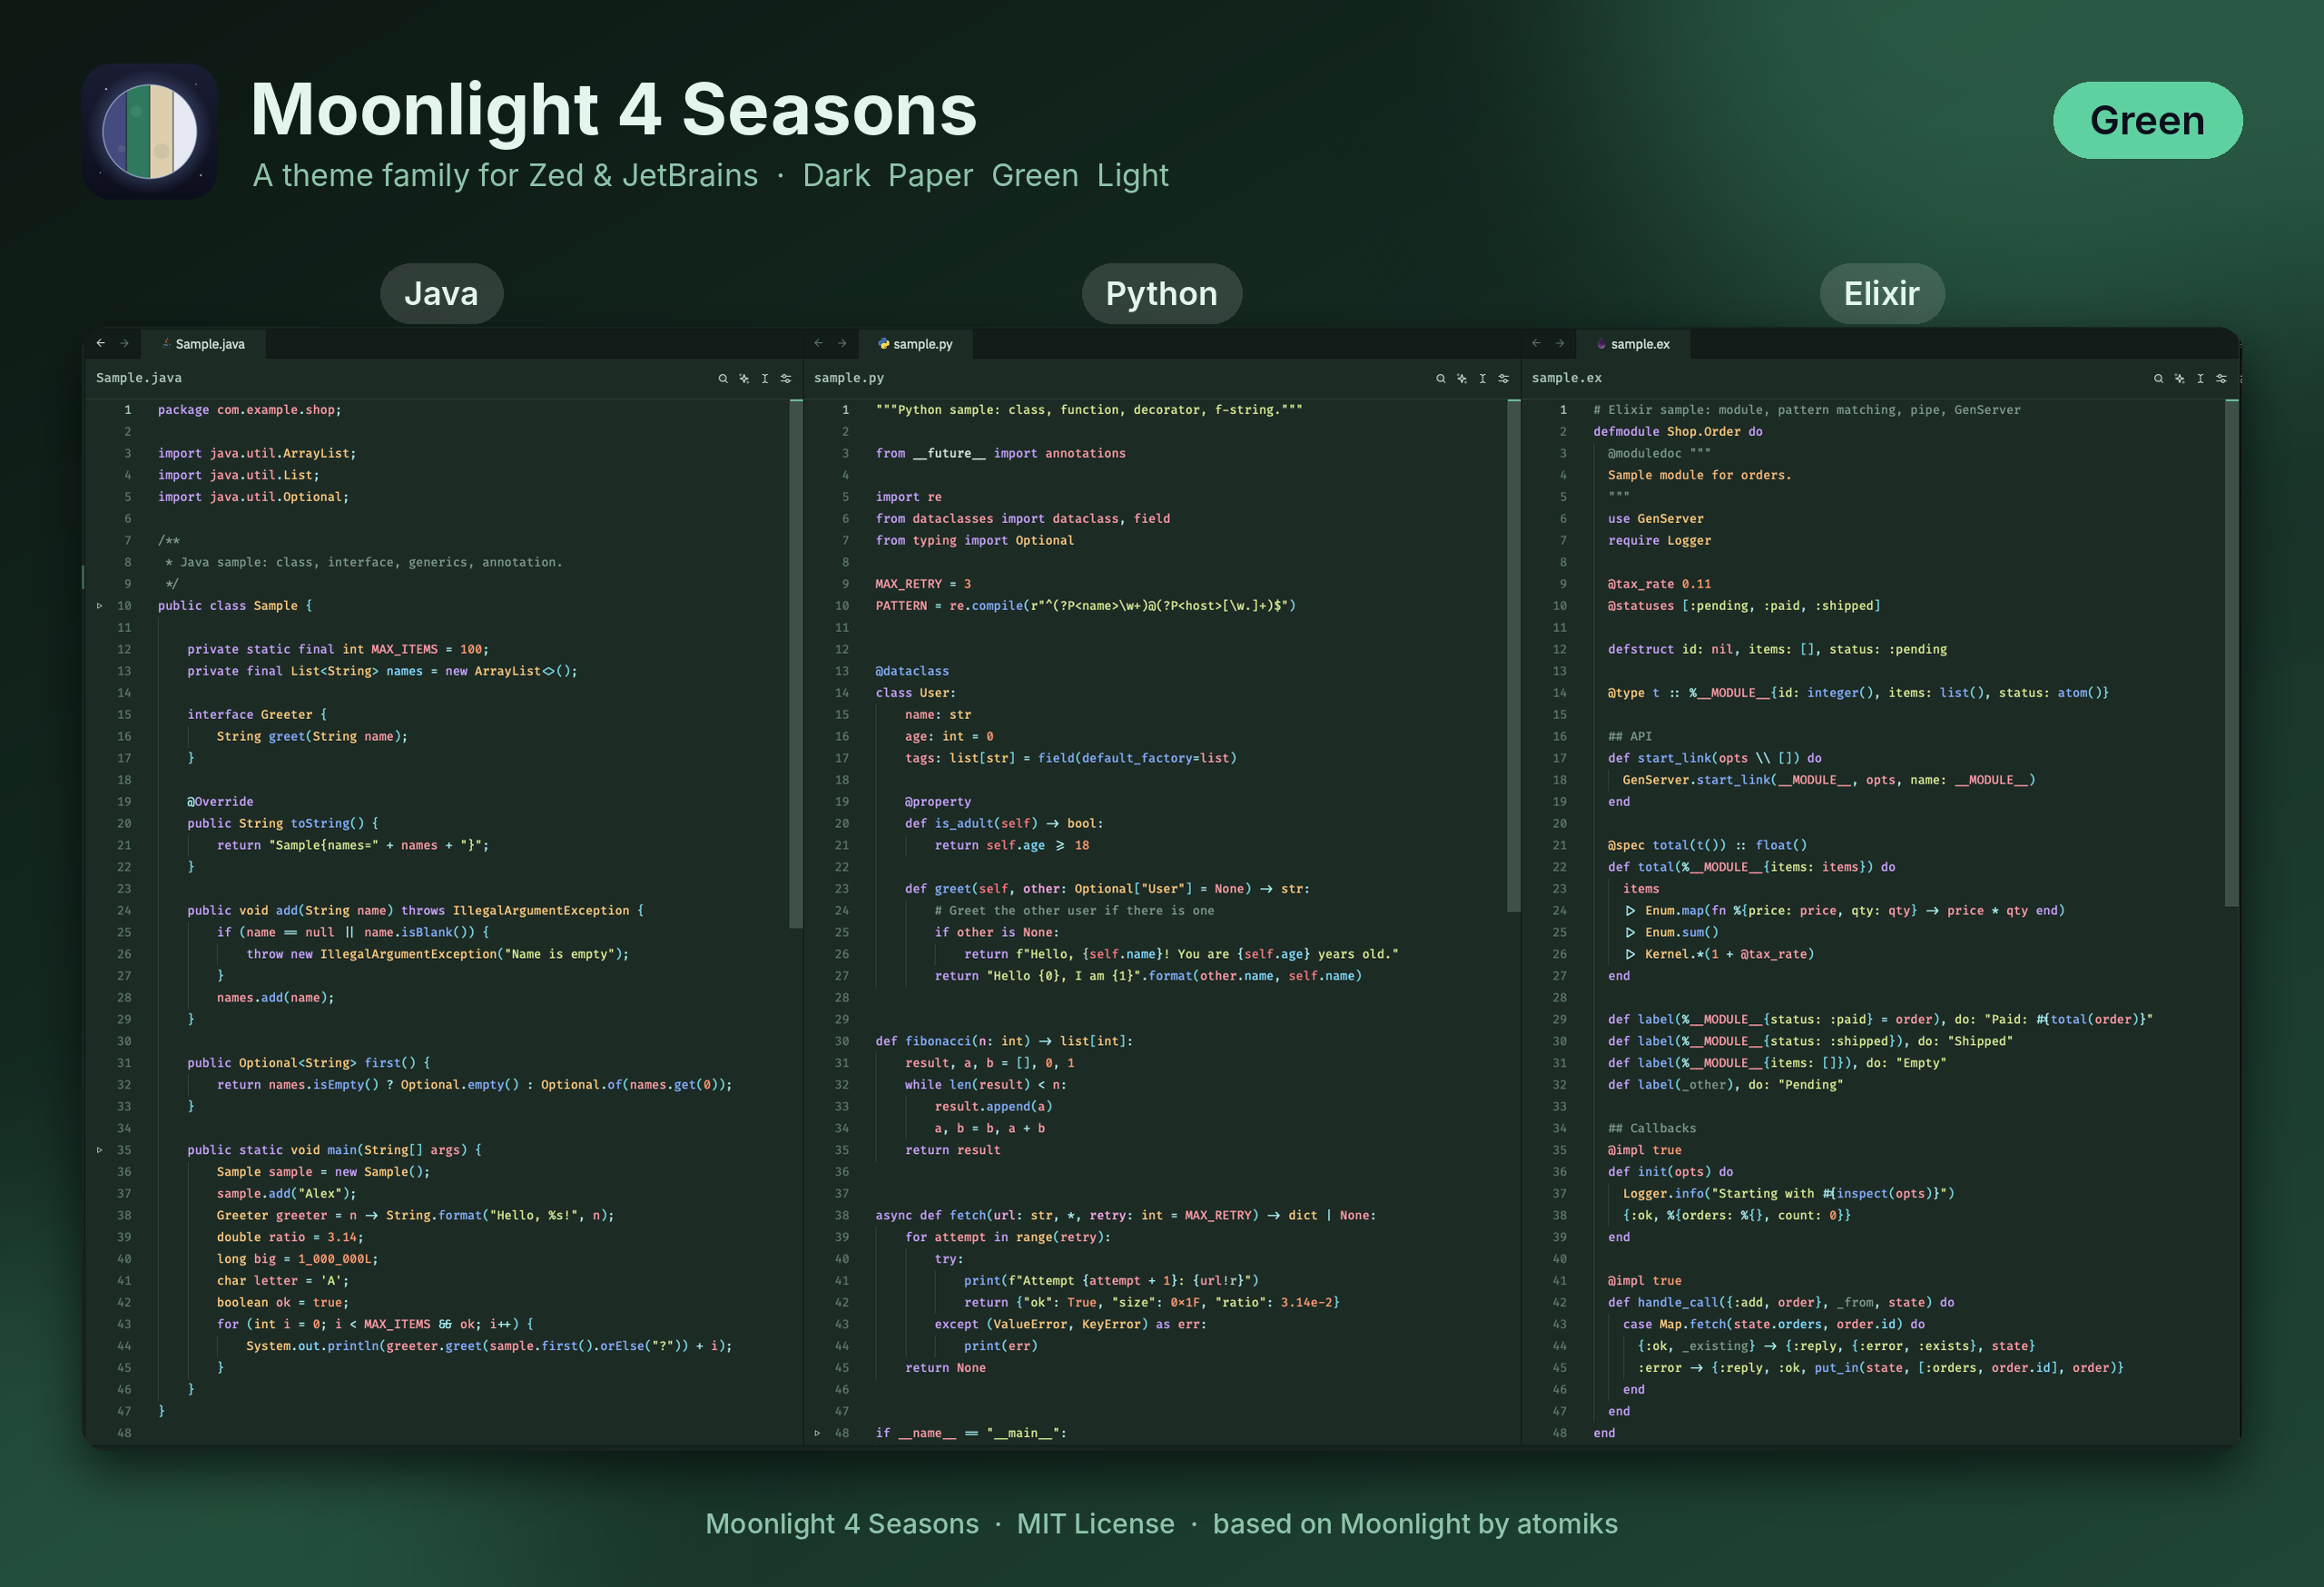 Moonlight 4 Seasons
A theme family for Zed & JetBrains · Dark Paper Green Light
Green
Java
Python
Elixir
Sample.java
Sample.java
1 package com.example.shop;
2
3 import java.util.ArrayList;
4 import java.util.List;
5 import java.util.Optional;
6
7 /**
8 * Java sample: class, interface, generics, annotation.
9 */
10 public class Sample {
11
12 private static final int MAX_ITEMS = 100;
13 private final List<String> names = new ArrayList<>();
14
15 interface Greeter {
16 String greet(String name);
17 }
18
19 @Override
20 public String toString() {
21 return "Sample{names=" + names + "}";
22 }
23
24 public void add(String name) throws IllegalArgumentException {
25 if (name == null || name.isBlank()) {
26 throw new IllegalArgumentException("Name is empty");
27 }
28 names.add(name);
29 }
30
31 public Optional<String> first() {
32 return names.isEmpty() ? Optional.empty() : Optional.of(names.get(0));
33 }
34
35 public static void main(String[] args) {
36 Sample sample = new Sample();
37 sample.add("Alex");
38 Greeter greeter = n -> String.format("Hello, %s!", n);
39 double ratio = 3.14;
40 long big = 1_000_000L;
41 char letter = 'A';
42 boolean ok = true;
43 for (int i = 0; i < MAX_ITEMS && ok; i++) {
44 System.out.println(greeter.greet(sample.first().orElse("?")) + i);
45 }
46 }
47 }
48
sample.py
sample.py
1 """Python sample: class, function, decorator, f-string."""
2
3 from __future__ import annotations
4
5 import re
6 from dataclasses import dataclass, field
7 from typing import Optional
8
9 MAX_RETRY = 3
10 PATTERN = re.compile(r"^(?P<name>\w+)@(?P<host>[\w.]+)$")
11
12
13 @dataclass
14 class User:
15 name: str
16 age: int = 0
17 tags: list[str] = field(default_factory=list)
18
19 @property
20 def is_adult(self) -> bool:
21 return self.age >= 18
22
23 def greet(self, other: Optional["User"] = None) -> str:
24 # Greet the other user if there is one
25 if other is None:
26 return f"Hello, {self.name}! You are {self.age} years old."
27 return "Hello {0}, I am {1}".format(other.name, self.name)
28
29
30 def fibonacci(n: int) -> list[int]:
31 result, a, b = [], 0, 1
32 while len(result) < n:
33 result.append(a)
34 a, b = b, a + b
35 return result
36
37
38 async def fetch(url: str, *, retry: int = MAX_RETRY) -> dict | None:
39 for attempt in range(retry):
40 try:
41 print(f"Attempt {attempt + 1}: {url!r}")
42 return {"ok": True, "size": 0x1F, "ratio": 3.14e-2}
43 except (ValueError, KeyError) as err:
44 print(err)
45 return None
46
47
48 if __name__ == "__main__":
sample.ex
sample.ex
1 # Elixir sample: module, pattern matching, pipe, GenServer
2 defmodule Shop.Order do
3 @moduledoc """
4 Sample module for orders.
5 """
6 use GenServer
7 require Logger
8
9 @tax_rate 0.11
10 @statuses [:pending, :paid, :shipped]
11
12 defstruct id: nil, items: [], status: :pending
13
14 @type t :: %__MODULE__{id: integer(), items: list(), status: atom()}
15
16 ## API
17 def start_link(opts \\ []) do
18 GenServer.start_link(__MODULE__, opts, name: __MODULE__)
19 end
20
21 @spec total(t()) :: float()
22 def total(%__MODULE__{items: items}) do
23 items
24 |> Enum.map(fn %{price: price, qty: qty} -> price * qty end)
25 |> Enum.sum()
26 |> Kernel.*(1 + @tax_rate)
27 end
28
29 def label(%__MODULE__{status: :paid} = order), do: "Paid: #{total(order)}"
30 def label(%__MODULE__{status: :shipped}), do: "Shipped"
31 def label(%__MODULE__{items: []}), do: "Empty"
32 def label(_other), do: "Pending"
33
34 ## Callbacks
35 @impl true
36 def init(opts) do
37 Logger.info("Starting with #{inspect(opts)}")
38 {:ok, %{orders: %{}, count: 0}}
39 end
40
41 @impl true
42 def handle_call({:add, order}, _from, state) do
43 case Map.fetch(state.orders, order.id) do
44 {:ok, _existing} -> {:reply, {:error, :exists}, state}
45 :error -> {:reply, :ok, put_in(state, [:orders, order.id], order)}
46 end
47 end
48 end
Moonlight 4 Seasons · MIT License · based on Moonlight by atomiks